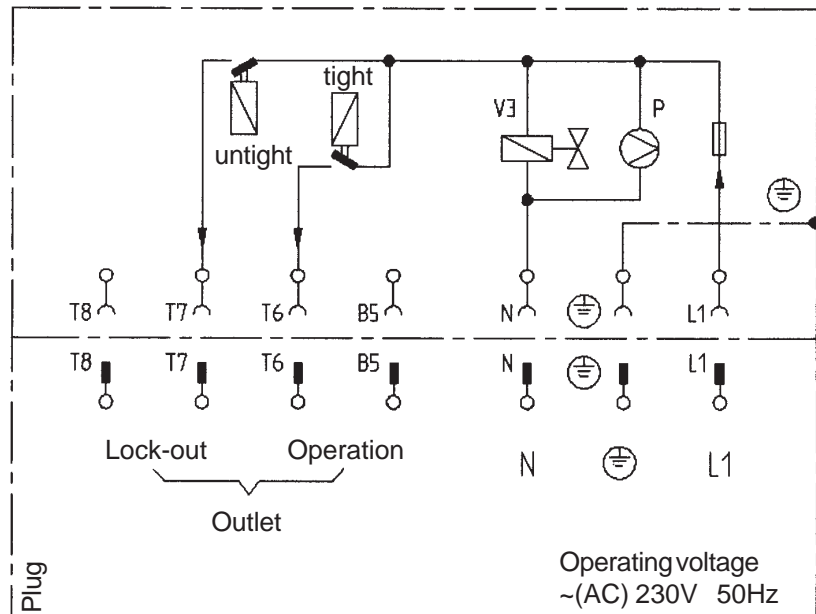 tight
V3
P
untight
T8 T7 T6 B5 N L1
T8 T7 T6 B5 N L1
Lock-out Operation N L1
Outlet
Plug
Operating voltage
~(AC) 230V 50Hz